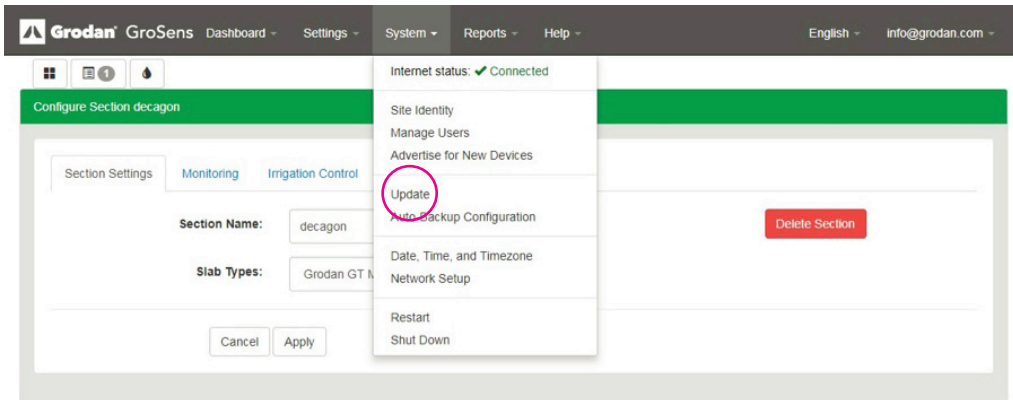 Grodan GroSens Dashboard Settings System Reports Help English info@grodan.com
1
Internet status: ✔ Connected
Configure Section decagon
Site Identity
Manage Users
Advertise for New Devices
Section Settings Monitoring Irrigation Control
Update
Auto-Backup Configuration
Section Name: decagon
Delete Section
Date, Time, and Timezone
Slab Types: Grodan GT
Network Setup
Restart
Cancel Apply
Shut Down